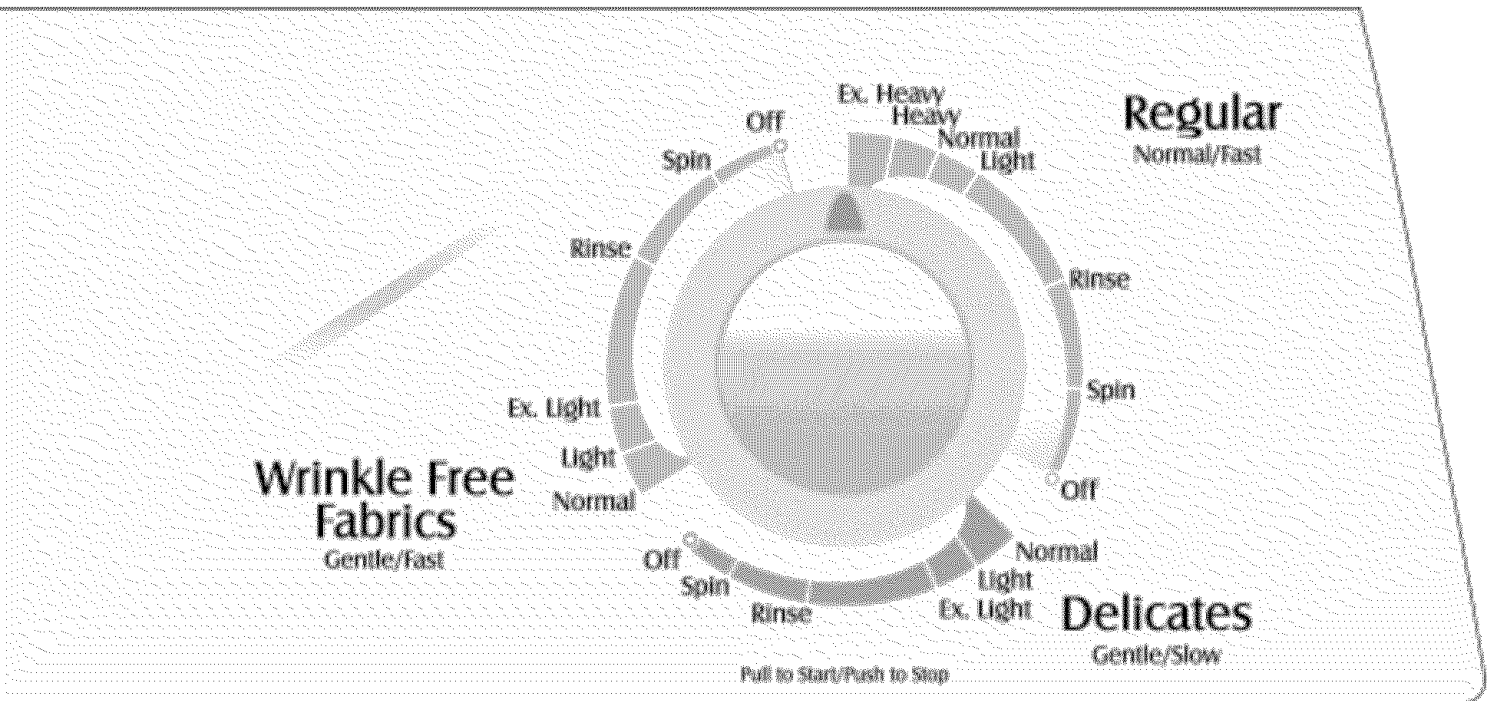 Regular
Normal/Fast
Ex. Heavy
Heavy
Normal
Light
Rinse
Spin
Off
Normal
Light
Ex. Light
Delicates
Gentle/Slow
Rinse
Spin
Off
Wrinkle Free
Fabrics
Gentle/Fast
Normal
Light
Ex. Light
Rinse
Spin
Off
Pull to Start/Push to Stop